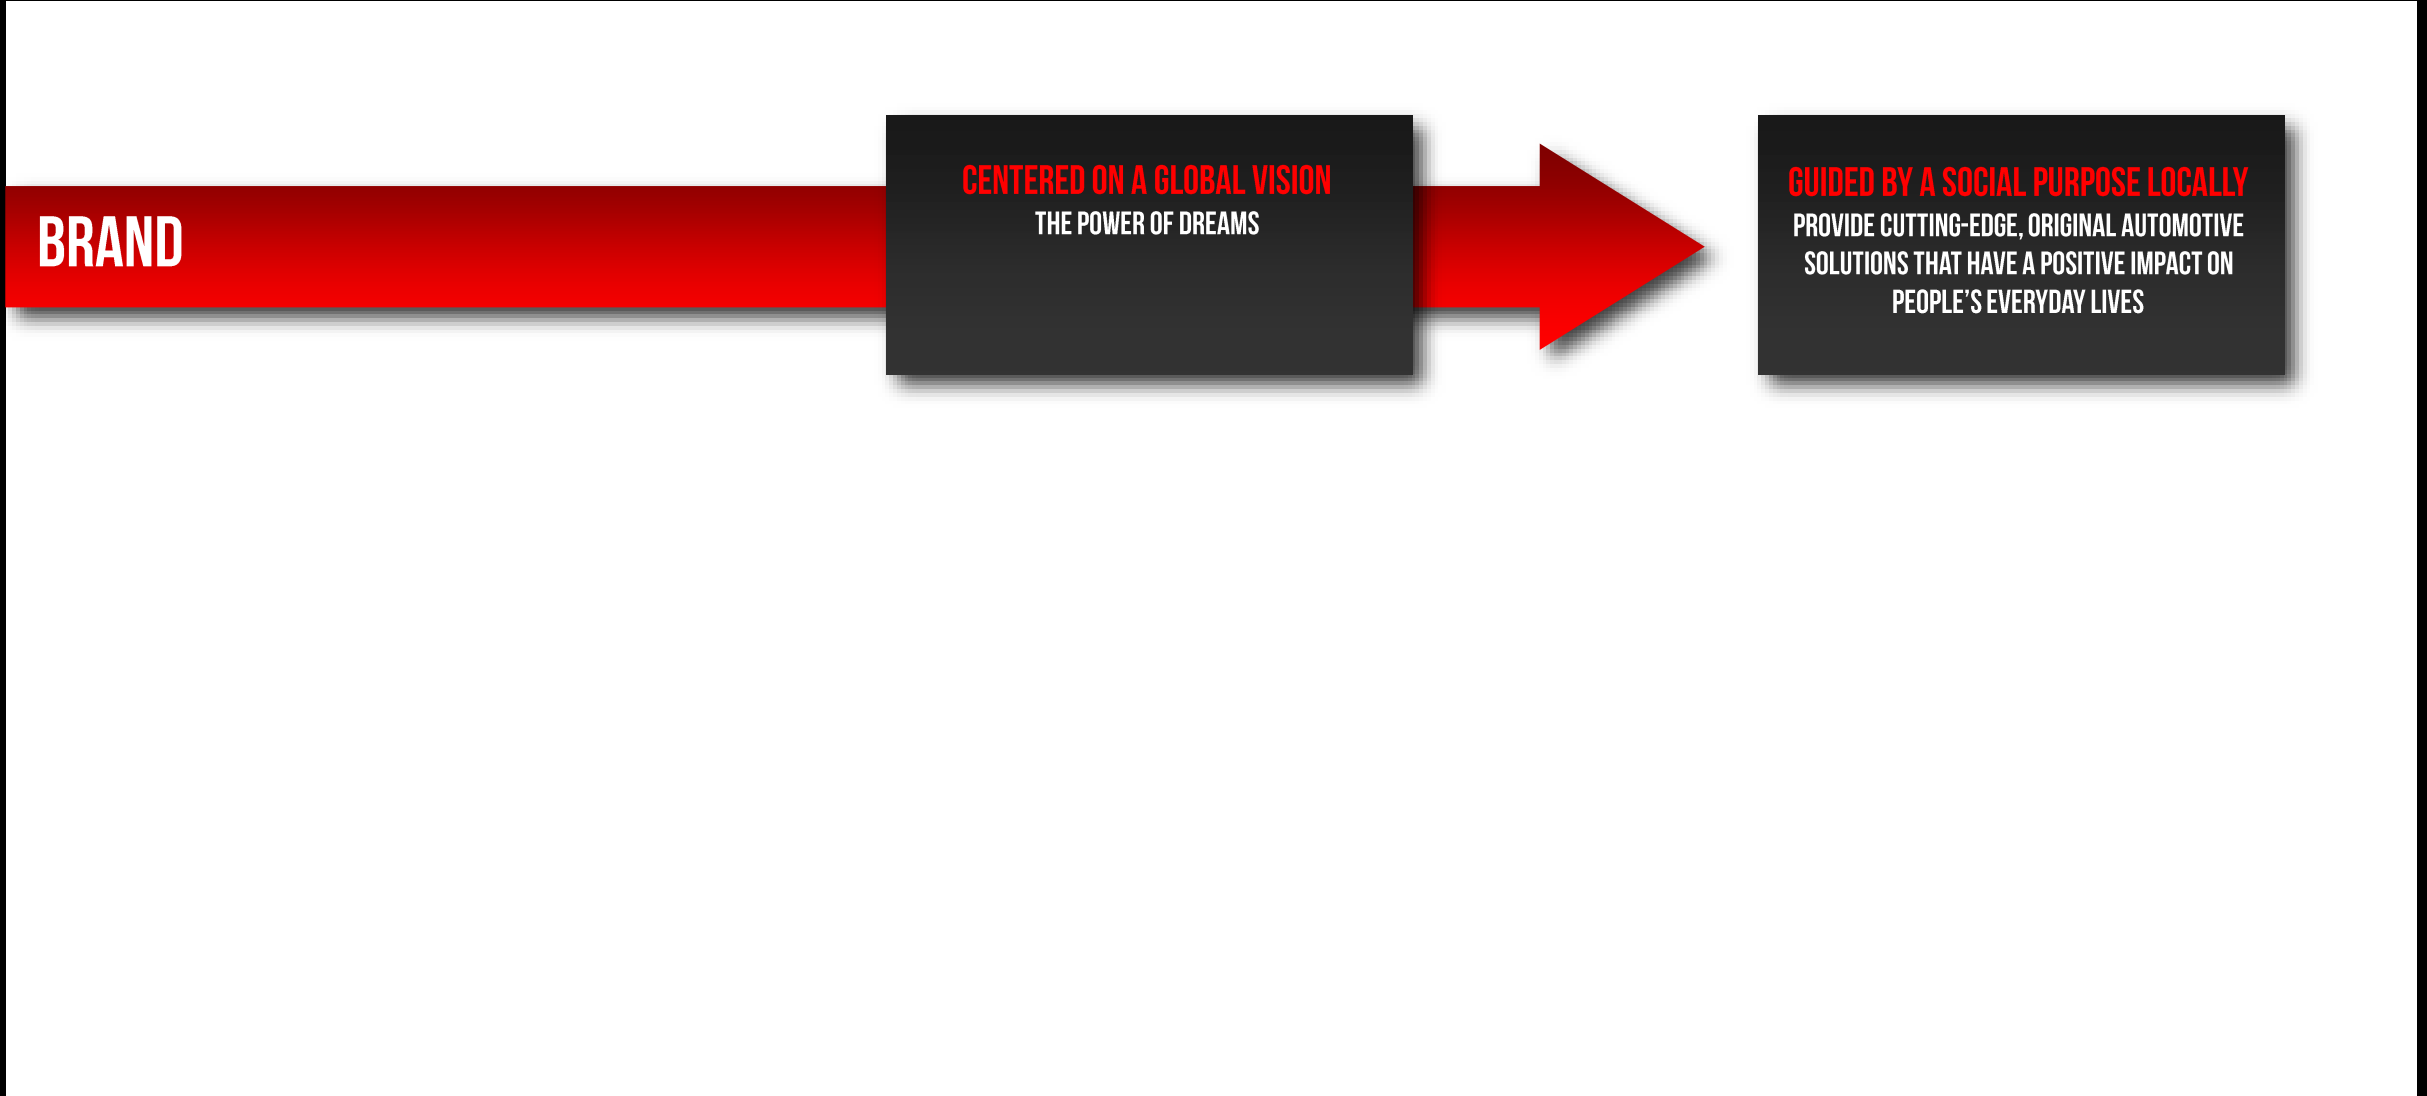 BRAND
CENTERED ON A GLOBAL VISION
THE POWER OF DREAMS
GUIDED BY A SOCIAL PURPOSE LOCALLY
PROVIDE CUTTING-EDGE, ORIGINAL AUTOMOTIVE
SOLUTIONS THAT HAVE A POSITIVE IMPACT ON
PEOPLE’S EVERYDAY LIVES